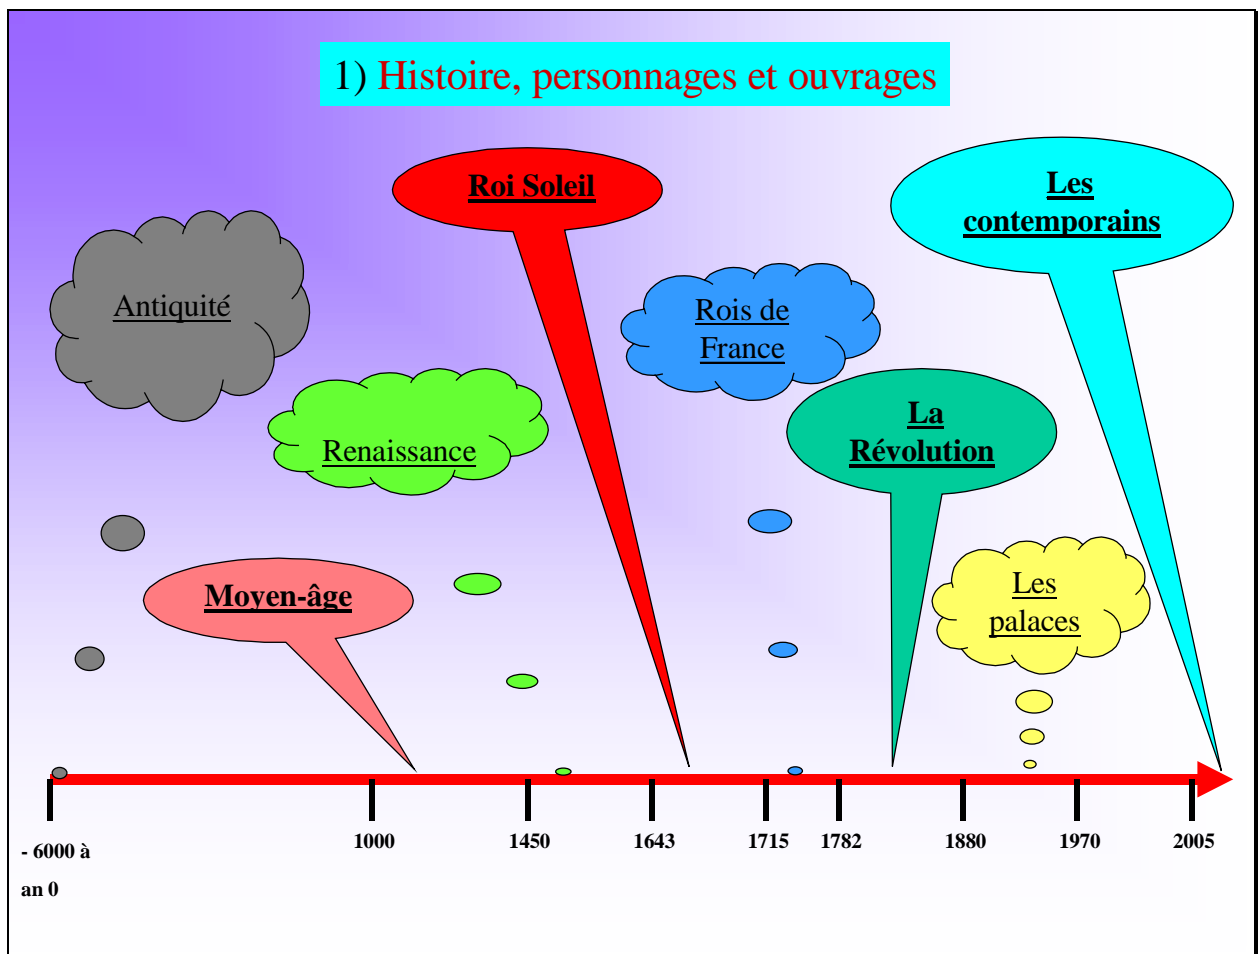 1) Histoire, personnages et ouvrages
Roi Soleil
Les
contemporains
Antiquité
Rois de
France
Renaissance
La
Révolution
Moyen-âge
Les
palaces
- 6000 à
an 0
1000
1450
1643
1715
1782
1880
1970
2005